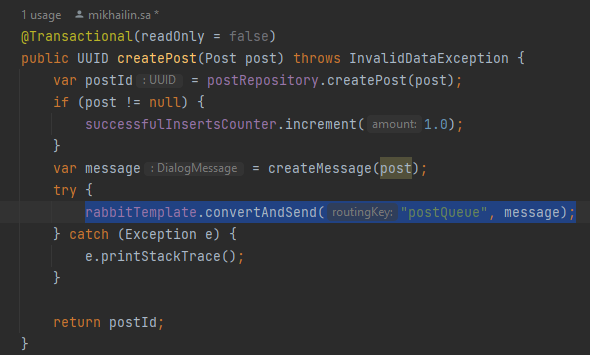 1 usage mikhailin.sa *
@Transactional(readOnly = false)
public UUID createPost(Post post) throws InvalidDataException {
var postId : UUID = postRepository.createPost(post);
if (post != null) {
successfulInsertsCounter.increment( amount: 1.0);
}
var message : DialogMessage = createMessage(post);
try {
rabbitTemplate.convertAndSend( routingKey: "postQueue", message);
} catch (Exception e) {
e.printStackTrace();
}
return postId;
}